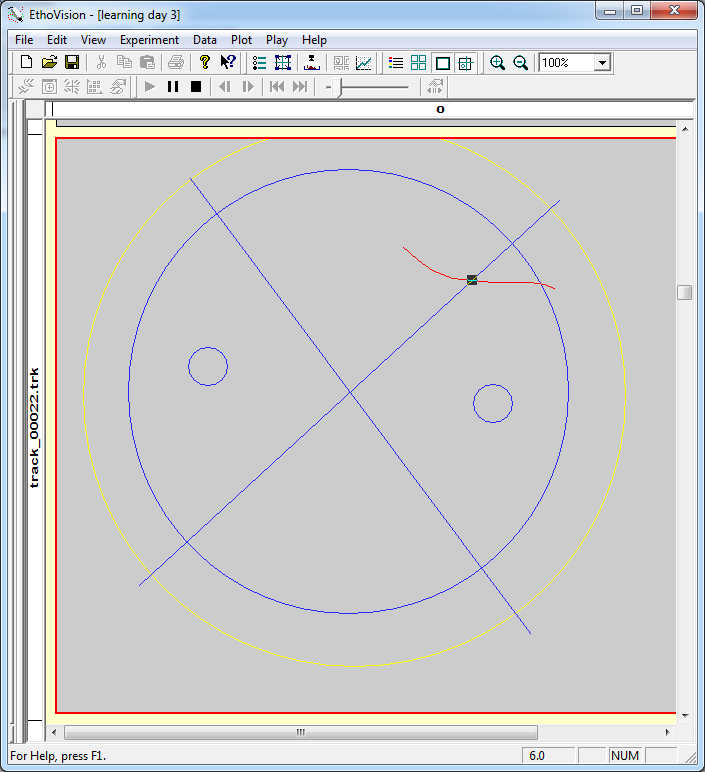 EthoVision - [learning day 3]
File Edit View Experiment Data Plot Play Help
100%
o
track_00022.trk
For Help, press F1.
6.0
NUM